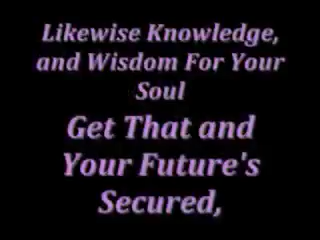 Likewise Knowledge,
and Wisdom For Your
Soul
Get That and
Your Future's
Secured,